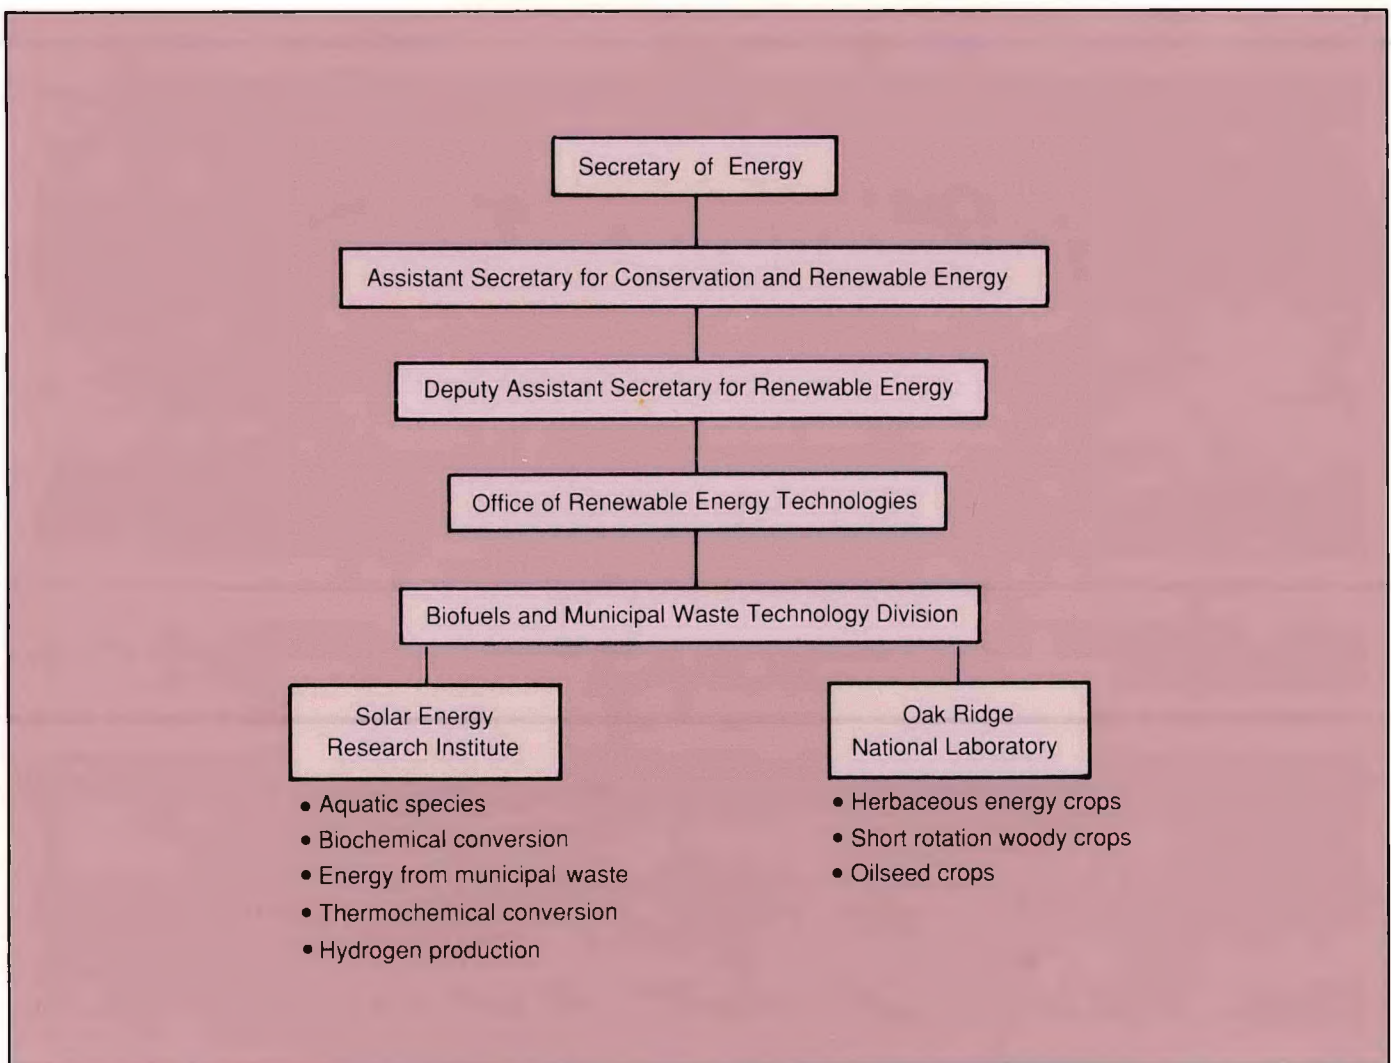 Secretary of Energy
Assistant Secretary for Conservation and Renewable Energy
Deputy Assistant Secretary for Renewable Energy
Office of Renewable Energy Technologies
Biofuels and Municipal Waste Technology Division
Solar Energy
Research Institute
• Aquatic species
• Biochemical conversion
• Energy from municipal waste
• Thermochemical conversion
• Hydrogen production
Oak Ridge
National Laboratory
• Herbaceous energy crops
• Short rotation woody crops
• Oilseed crops